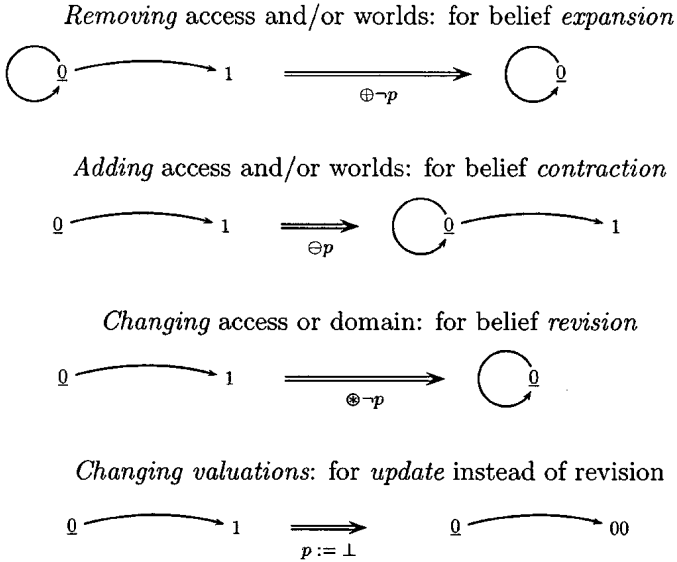 Removing access and/or worlds: for belief expansion
0 1 0
⊕¬p
Adding access and/or worlds: for belief contraction
0 1 0 1
⊖p
Changing access or domain: for belief revision
0 1 0
⊛¬p
Changing valuations: for update instead of revision
0 1 0 00
p := ⊥